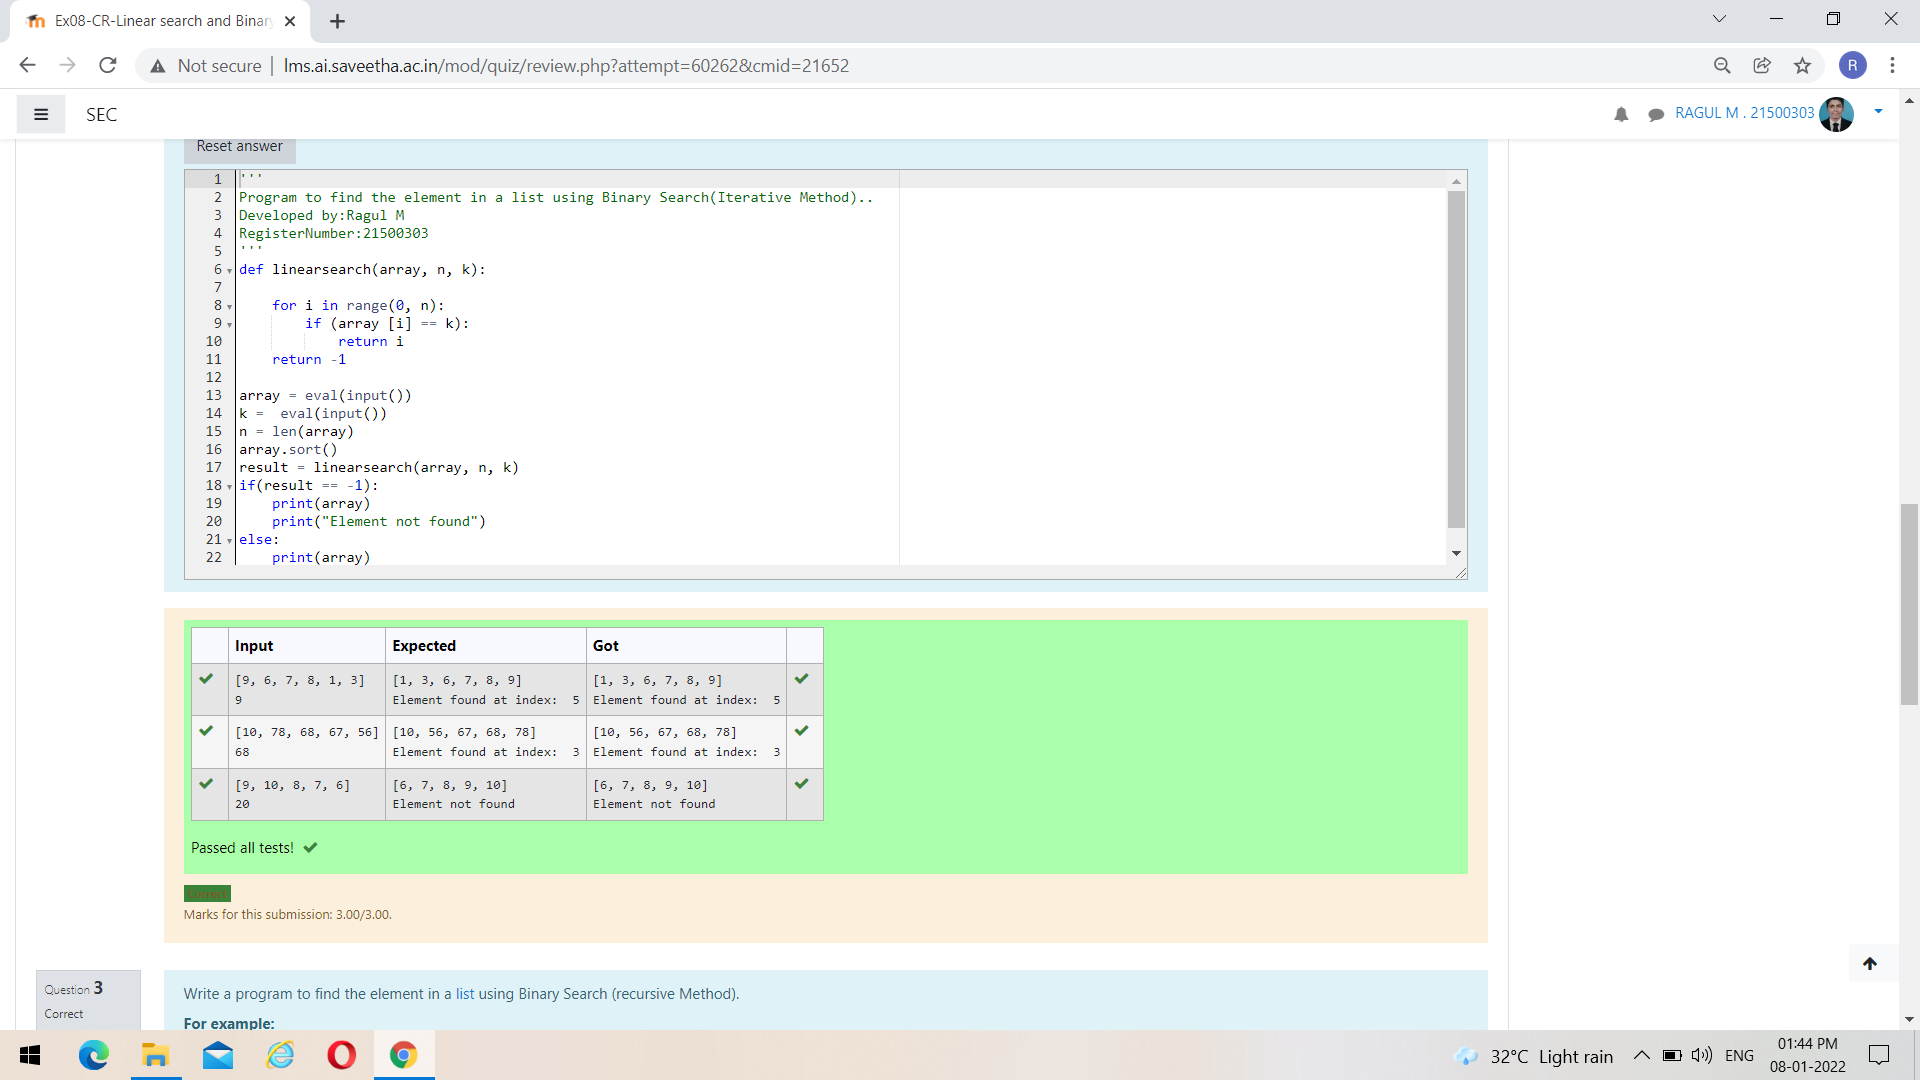 Ex08-CR-Linear search and Binar
Not secure
lms.ai.saveetha.ac.in/mod/quiz/review.php?attempt=60262&cmid=21652
R
SEC
RAGUL M . 21500303
Reset answer
1 '''
2 Program to find the element in a list using Binary Search(Iterative Method)..
3 Developed by:Ragul M
4 RegisterNumber:21500303
5 '''
6 def linearsearch(array, n, k):
7
8     for i in range(0, n):
9         if (array [i] == k):
10             return i
11     return -1
12
13 array = eval(input())
14 k =  eval(input())
15 n = len(array)
16 array.sort()
17 result = linearsearch(array, n, k)
18 if(result == -1):
19     print(array)
20     print("Element not found")
21 else:
22     print(array)
Input Expected Got
[9, 6, 7, 8, 1, 3] [1, 3, 6, 7, 8, 9] [1, 3, 6, 7, 8, 9]
9 Element found at index:  5 Element found at index:  5
[10, 78, 68, 67, 56] [10, 56, 67, 68, 78] [10, 56, 67, 68, 78]
68 Element found at index:  3 Element found at index:  3
[9, 10, 8, 7, 6] [6, 7, 8, 9, 10] [6, 7, 8, 9, 10]
20 Element not found Element not found
Passed all tests!
Correct
Marks for this submission: 3.00/3.00.
Question 3
Correct
Write a program to find the element in a list using Binary Search (recursive Method).
For example:
32°C Light rain
ENG
01:44 PM
08-01-2022